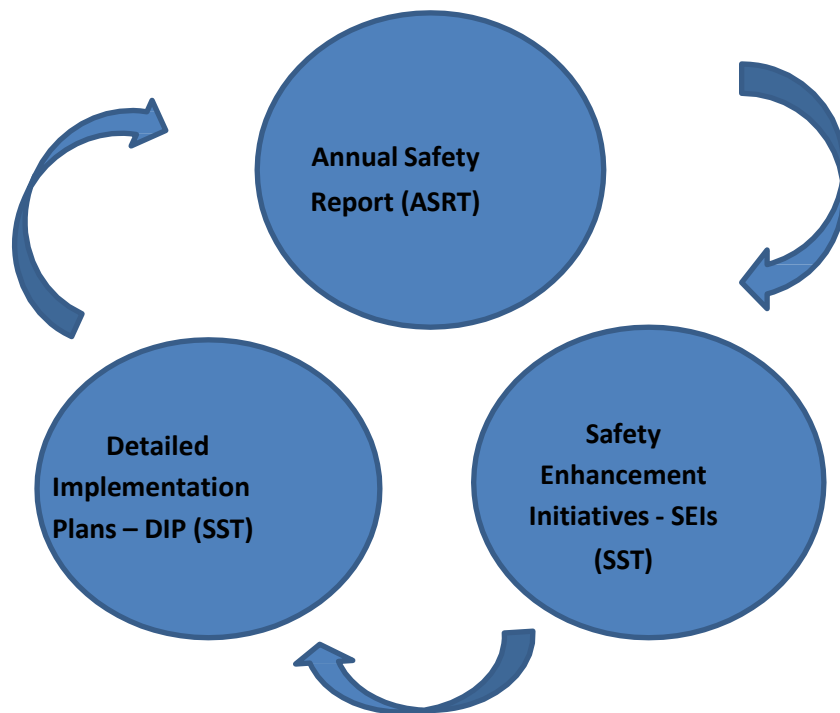 Annual Safety
Report (ASRT)
Safety
Enhancement
Initiatives - SEIs
(SST)
Detailed
Implementation
Plans – DIP (SST)